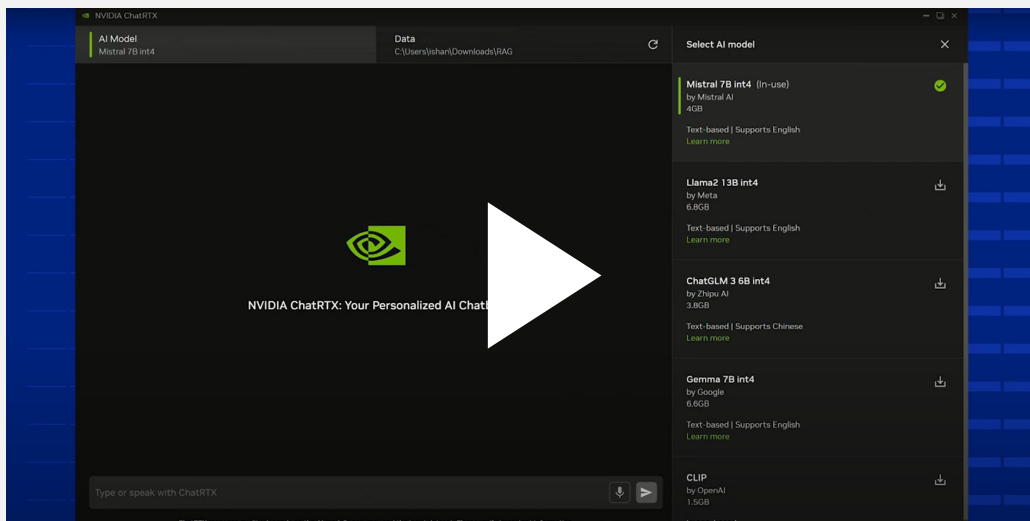 NVIDIA ChatRTX
AI Model
Mistral 7B int4
Data
C:\Users\ishan\Downloads\RAG
NVIDIA ChatRTX: Your Personalized AI
Type or speak with ChatRTX
Select AI model
Mistral 7B int4 (In-use)
by Mistral AI
4GB
Text-based | Supports English
Learn more
Llama2 13B int4
by Meta
6.8GB
Text-based | Supports English
Learn more
ChatGLM 3 6B int4
by Zhipu AI
3.8GB
Text-based | Supports Chinese
Learn more
Gemma 7B int4
by Google
6.6GB
Text-based | Supports English
Learn more
CLIP
by OpenAI
1.5GB